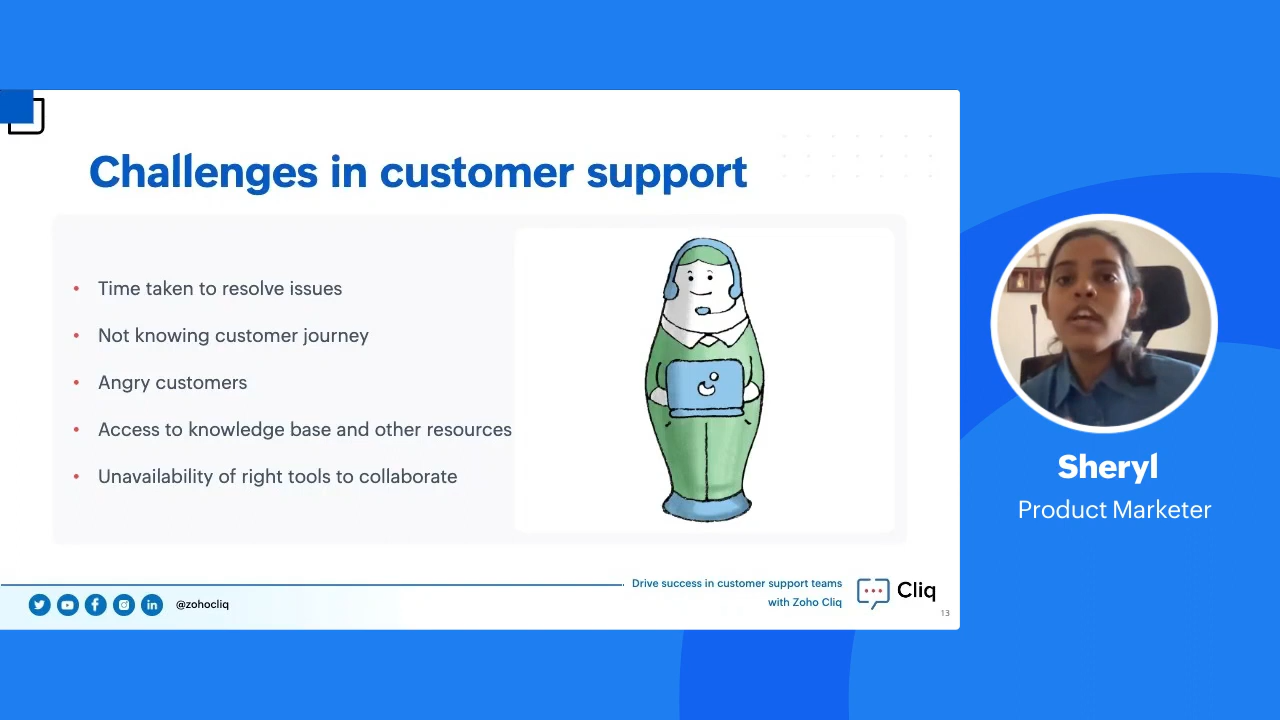 Challenges in customer support
• Time taken to resolve issues
• Not knowing customer journey
• Angry customers
• Access to knowledge base and other resources
• Unavailability of right tools to collaborate
Sheryl
Product Marketer
Drive success in customer support teams
with Zoho Cliq
Cliq
@zohocliq
13